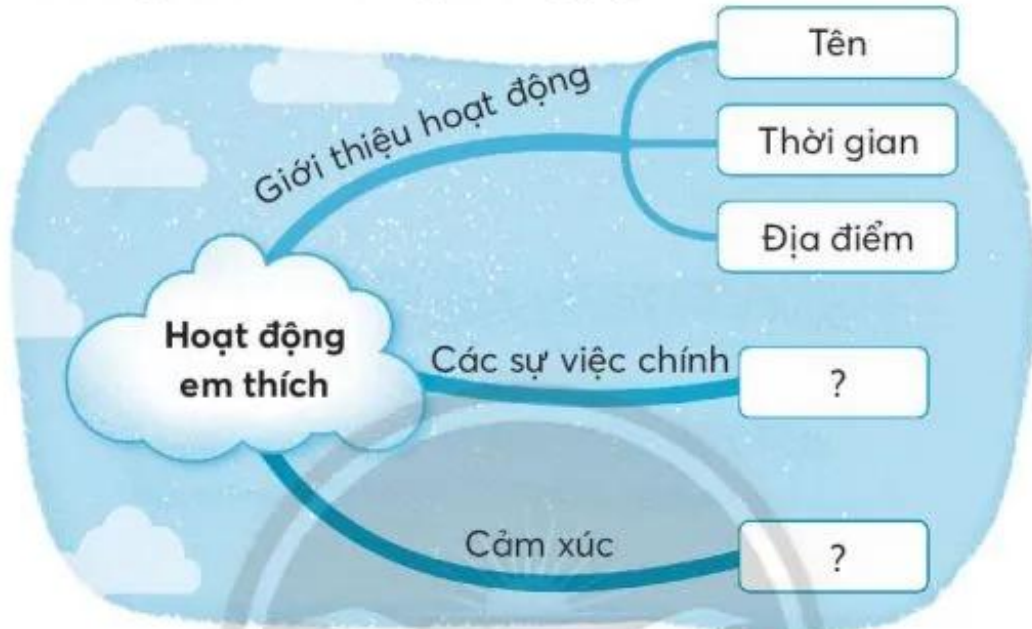 Giới thiệu hoạt động
Tên
Thời gian
Địa điểm
Hoạt động
em thích
Các sự việc chính
?
Cảm xúc
?